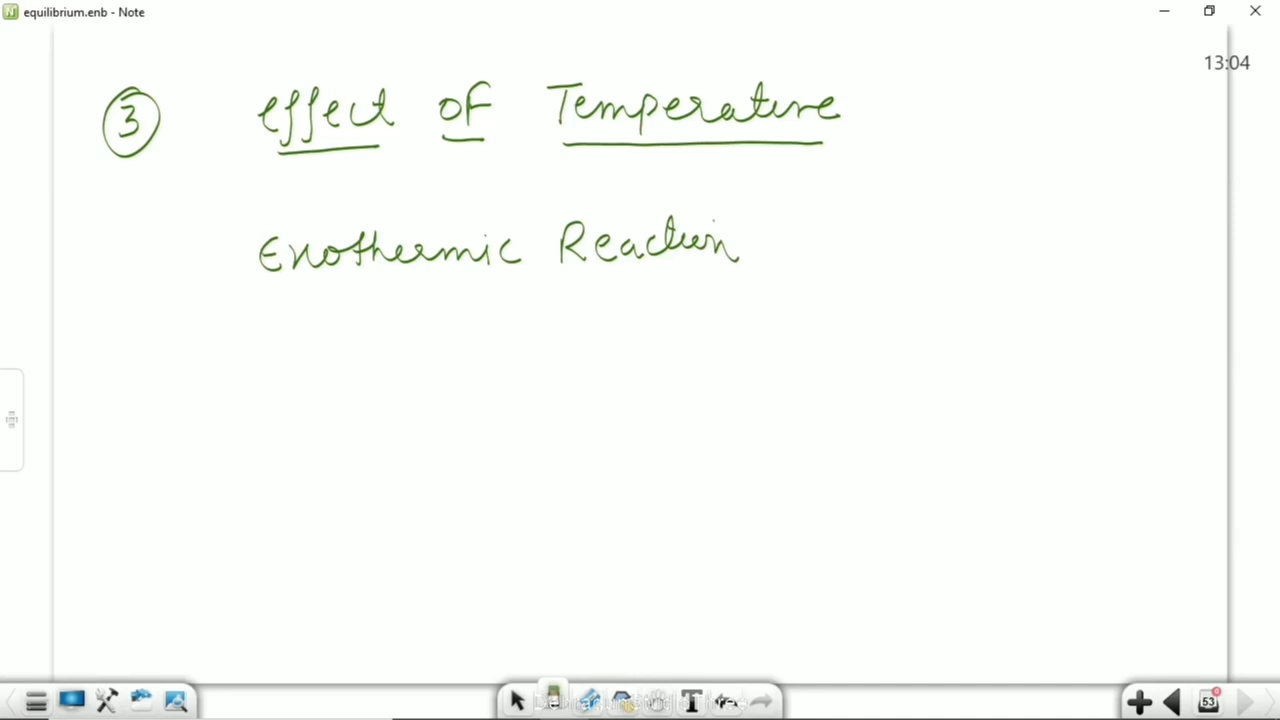 equilibrium.enb - Note
13:04
3 effect of Temperature
Exothermic Reaction
T
53